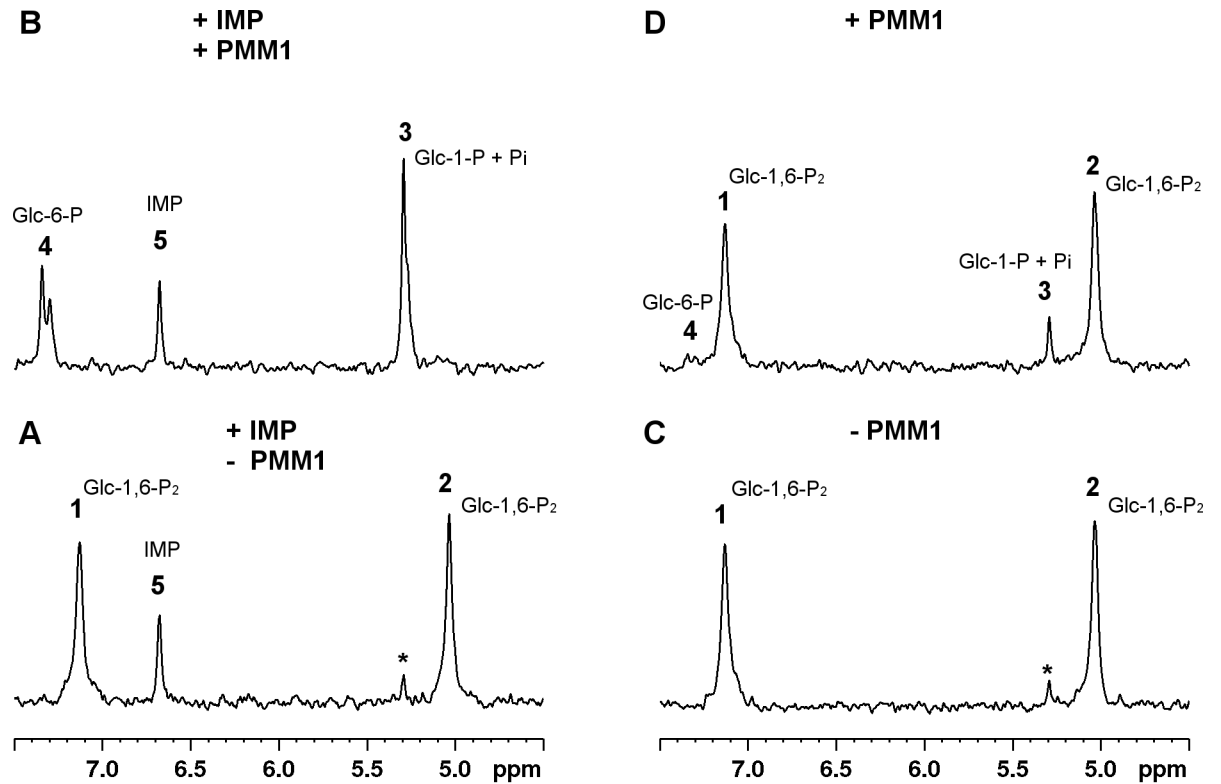 B
+ IMP
+ PMM1
3
Glc-1-P + Pi
IMP
5
Glc-6-P
4
D
+ PMM1
2
Glc-1,6-P2
Glc-1,6-P2
1
Glc-1-P + Pi
3
Glc-6-P
4
A
+ IMP
- PMM1
Glc-1,6-P2
1
2
Glc-1,6-P2
IMP
5
*
7.0 6.5 6.0 5.5 5.0 ppm
C
- PMM1
Glc-1,6-P2
1
2
Glc-1,6-P2
*
7.0 6.5 6.0 5.5 5.0 ppm